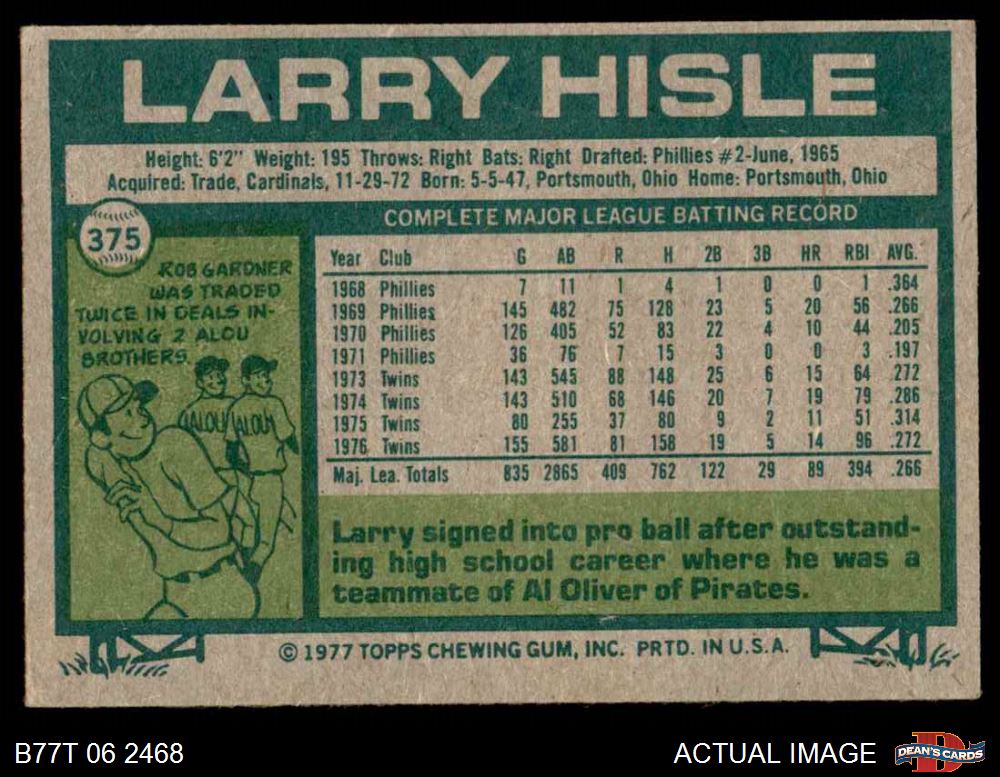 LARRY HISLE
Height: 6'2" Weight: 195 Throws: Right Bats: Right Drafted: Phillies #2-June, 1965
Acquired: Trade, Cardinals, 11-29-72 Born: 5-5-47, Portsmouth, Ohio Home: Portsmouth, Ohio
375
ROB GARDNER
WAS TRADED
TWICE IN DEALS IN-
VOLVING 2 ALOU
BROTHERS.
ALOU ALOU
COMPLETE MAJOR LEAGUE BATTING RECORD
Year Club G AB R H 2B 3B HR RBI AVG.
1968 Phillies 7 11 1 4 1 0 0 1 .364
1969 Phillies 145 482 75 128 23 5 20 56 .266
1970 Phillies 126 405 52 83 22 4 10 44 .205
1971 Phillies 36 76 7 15 3 0 0 3 .197
1973 Twins 143 545 88 148 25 6 15 64 .272
1974 Twins 143 510 68 146 20 7 19 79 .286
1975 Twins 80 255 37 80 9 2 11 51 .314
1976 Twins 155 581 81 158 19 5 14 96 .272
Maj. Lea. Totals 835 2865 409 762 122 29 89 394 .266
Larry signed into pro ball after outstand-
ing high school career where he was a
teammate of Al Oliver of Pirates.
© 1977 TOPPS CHEWING GUM, INC. PRTD. IN U.S.A.
B77T 06 2468
ACTUAL IMAGE
D
DEAN'S CARDS